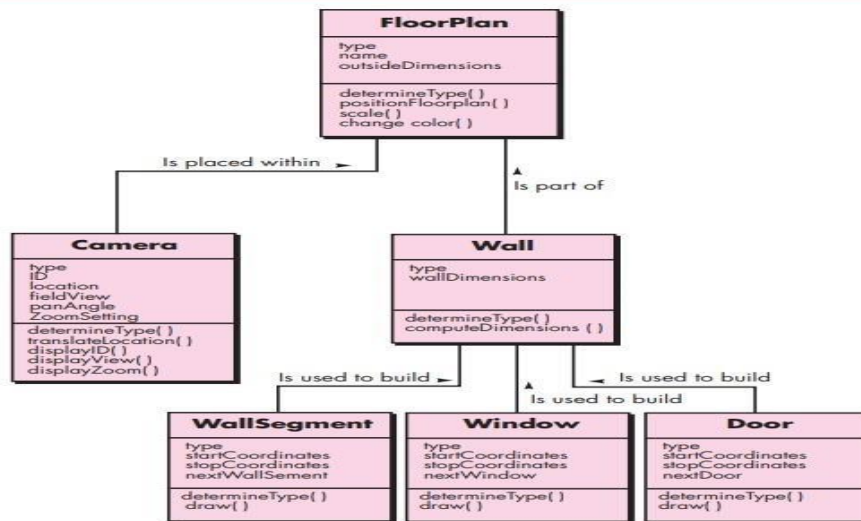 FloorPlan
type
name
outsideDimensions
determineType( )
positionFloorplan( )
scale( )
change color( )
Is placed within
Is part of
Camera
type
ID
location
fieldView
panAngle
ZoomSetting
determineType( )
translateLocation( )
displayID( )
displayView( )
displayZoom( )
Wall
type
wallDimensions
determineType( )
computeDimensions ( )
Is used to build
Is used to build
Is used to build
WallSegment
type
startCoordinates
stopCoordinates
nextWallSement
determineType( )
draw( )
Window
type
startCoordinates
stopCoordinates
nextWindow
determineType( )
draw( )
Door
type
startCoordinates
stopCoordinates
nextDoor
determineType( )
draw( )